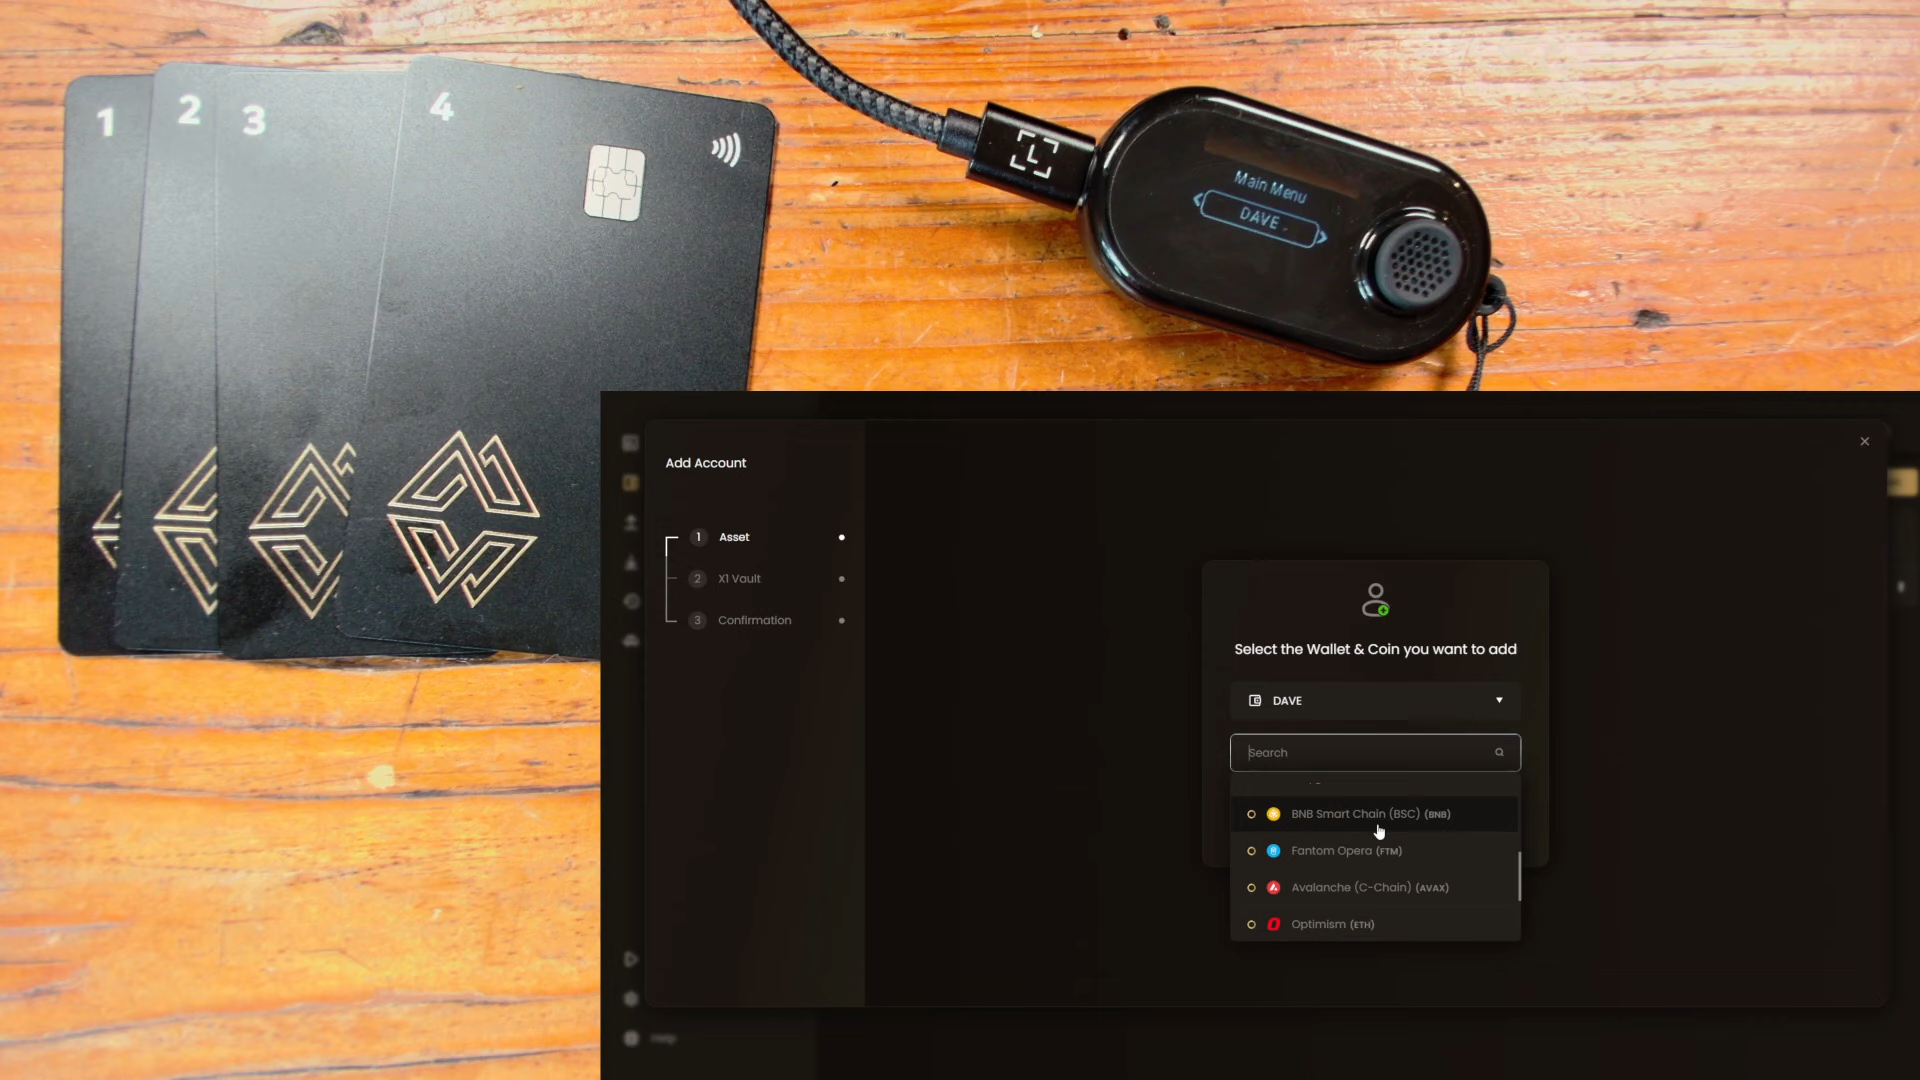 1
2
3
4
L
Main Menu
DAVE
Add Account
1 Asset
2 X1 Vault
3 Confirmation
Select the Wallet & Coin you want to add
DAVE
Search
BNB Smart Chain (BSC) (BNB)
Fantom Opera (FTM)
Avalanche (C-Chain) (AVAX)
Optimism (ETH)
Help